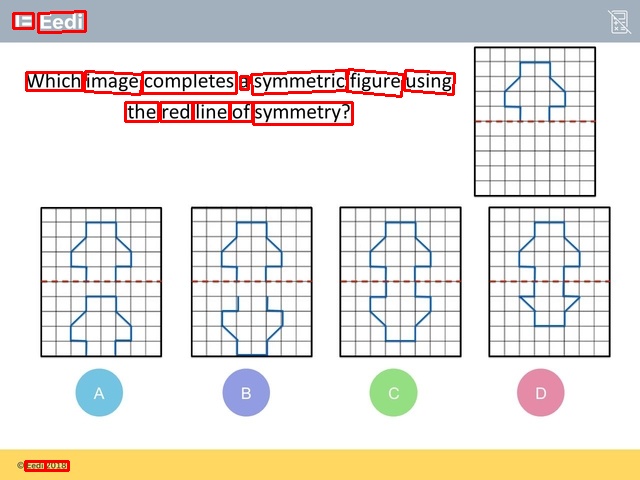 Eedi
Which image completes a symmetric figure using
the red line of symmetry?
A
B
C
D
© Eedi 2018